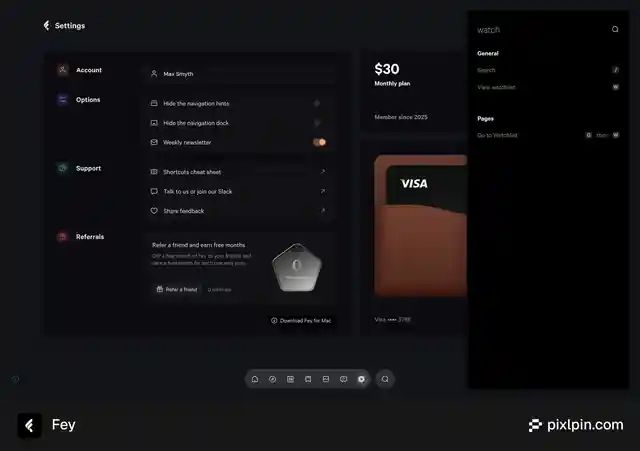 Settings
Account
Max Smyth
Options
Hide the navigation hints
Hide the navigation dock
Weekly newsletter
Support
Shortcuts cheat sheet
Talk to us or join our Slack
Share feedback
Referrals
Refer a friend and earn free months
Refer a friend
Download Fey for Mac
$30
Monthly plan
Member since 2025
VISA
Visa ••••
watch
General
Search /
View watchlist W
Pages
Go to Watchlist G then W
Fey
pixlpin.com